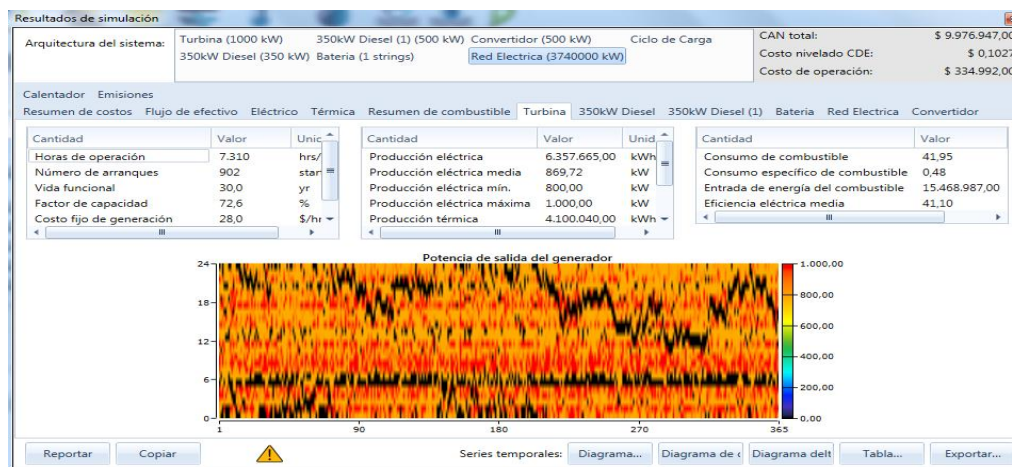 Resultados de simulación
Arquitectura del sistema:
Turbina (1000 kW) 350kW Diesel (1) (500 kW) Convertidor (500 kW) Ciclo de Carga
350kW Diesel (350 kW) Bateria (1 strings) Red Electrica (3740000 kW)
CAN total: $ 9.976.947,00
Costo nivelado CDE: $ 0,1027
Costo de operación: $ 334.992,00
Calentador Emisiones
Resumen de costos Flujo de efectivo Eléctrico Térmica Resumen de combustible Turbina 350kW Diesel 350kW Diesel (1) Bateria Red Electrica Convertidor
Cantidad Valor Unic
Horas de operación 7.310 hrs/
Número de arranques 902 star
Vida funcional 30,0 yr
Factor de capacidad 72,6 %
Costo fijo de generación 28,0 $/hr
Cantidad Valor Unid
Producción eléctrica 6.357.665,00 kWh
Producción eléctrica media 869,72 kW
Producción eléctrica mín. 800,00 kW
Producción eléctrica máxima 1.000,00 kW
Producción térmica 4.100.040,00 kWh
Cantidad Valor
Consumo de combustible 41,95
Consumo específico de combustible 0,48
Entrada de energía del combustible 15.468.987,00
Eficiencia eléctrica media 41,10
Potencia de salida del generador
24
18
12
6
0
1 90 180 270 365
1.000,00
800,00
600,00
400,00
200,00
0,00
Reportar Copiar Series temporales: Diagrama... Diagrama de c Diagrama delt Tabla... Exportar...